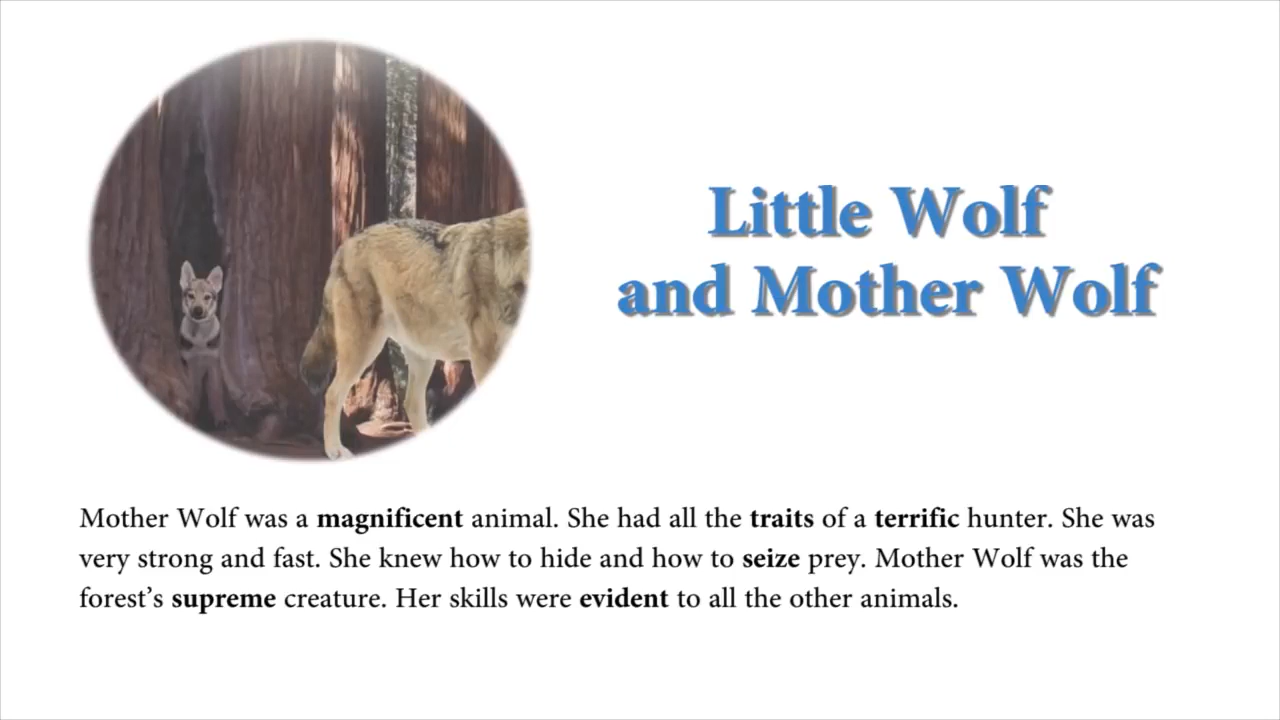 Little Wolf
and Mother Wolf
Mother Wolf was a magnificent animal. She had all the traits of a terrific hunter. She was
very strong and fast. She knew how to hide and how to seize prey. Mother Wolf was the
forest’s supreme creature. Her skills were evident to all the other animals.